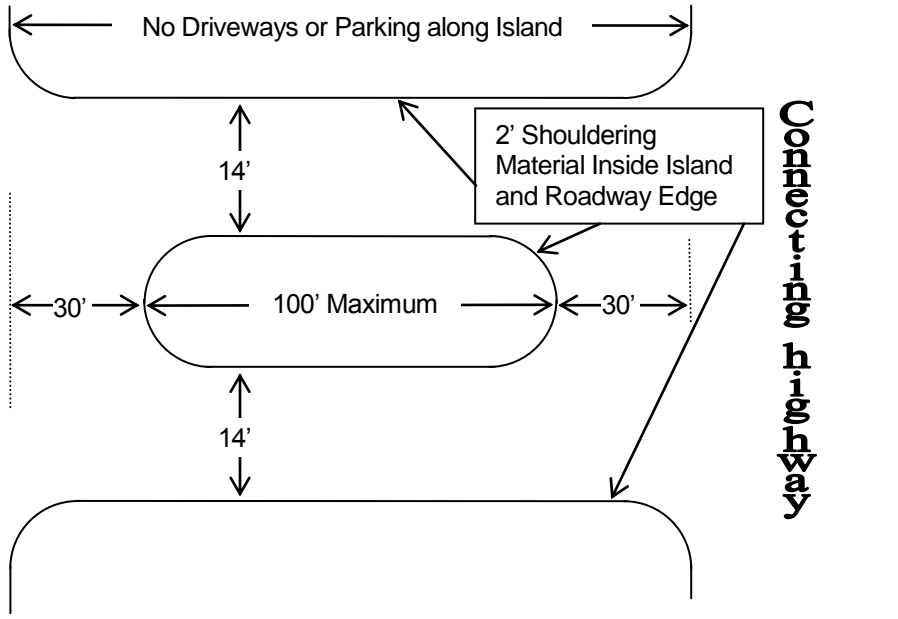 No Driveways or Parking along Island
14’
2’ Shouldering
Material Inside Island
and Roadway Edge
30’
100’ Maximum
30’
14’
Connecting highway